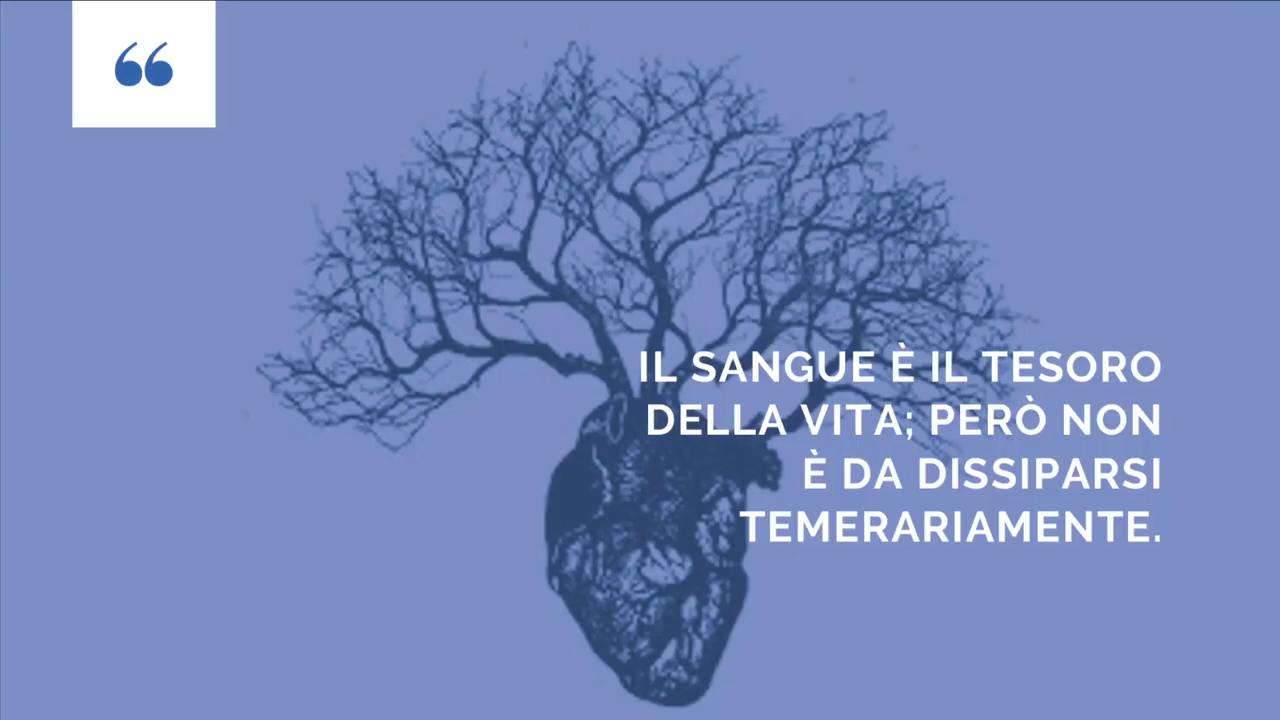 “
IL SANGUE È IL TESORO
DELLA VITA; PERÒ NON
È DA DISSIPARSI
TEMERARIAMENTE.